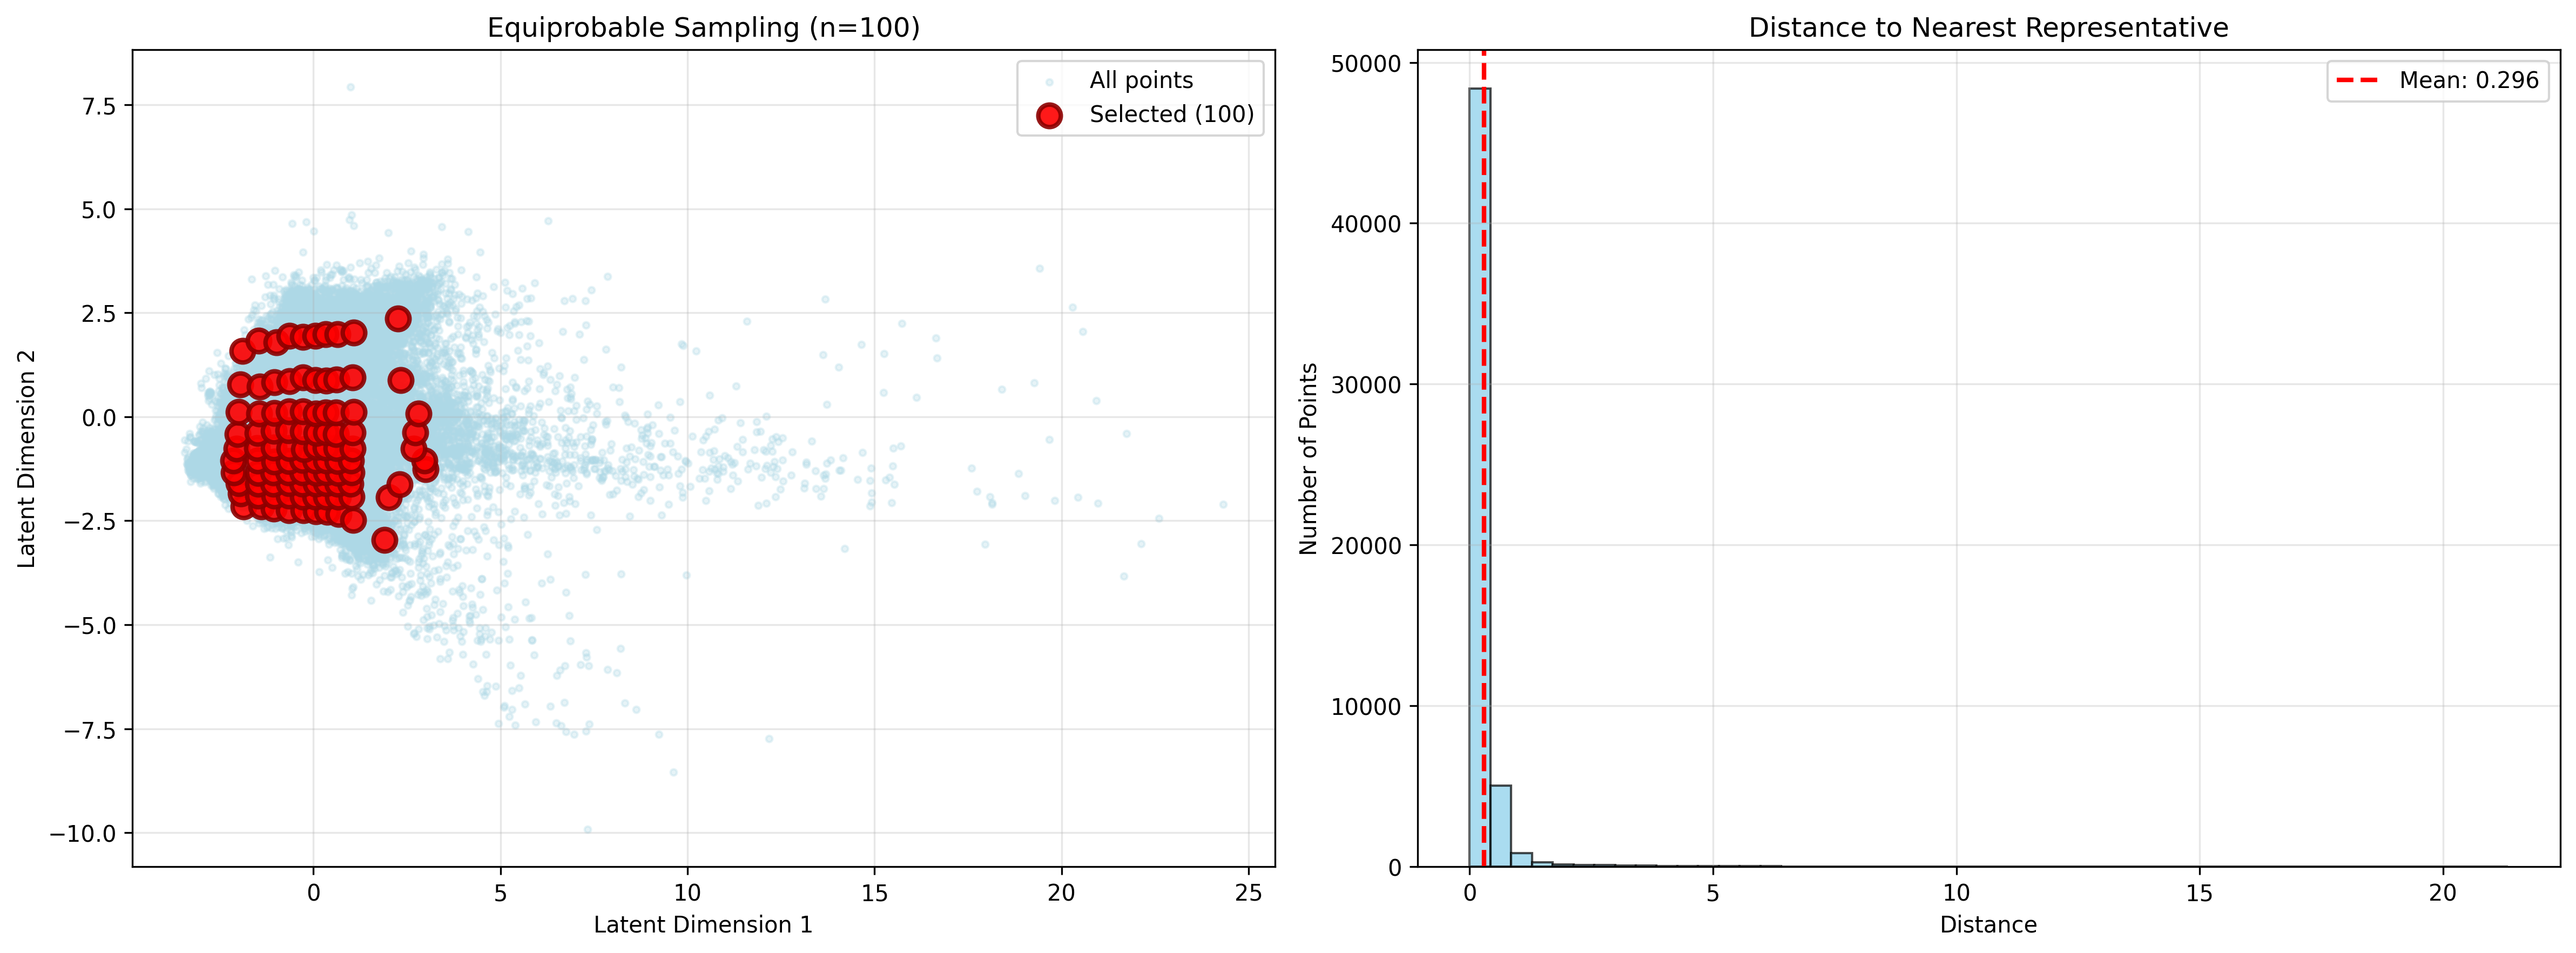 Equiprobable Sampling (n=100)
All points
Selected (100)
7.5
5.0
2.5
0.0
−2.5
−5.0
−7.5
−10.0
Latent Dimension 2
0
5
10
15
20
25
Latent Dimension 1
Distance to Nearest Representative
Mean: 0.296
50000
40000
30000
20000
10000
0
Number of Points
0
5
10
15
20
Distance